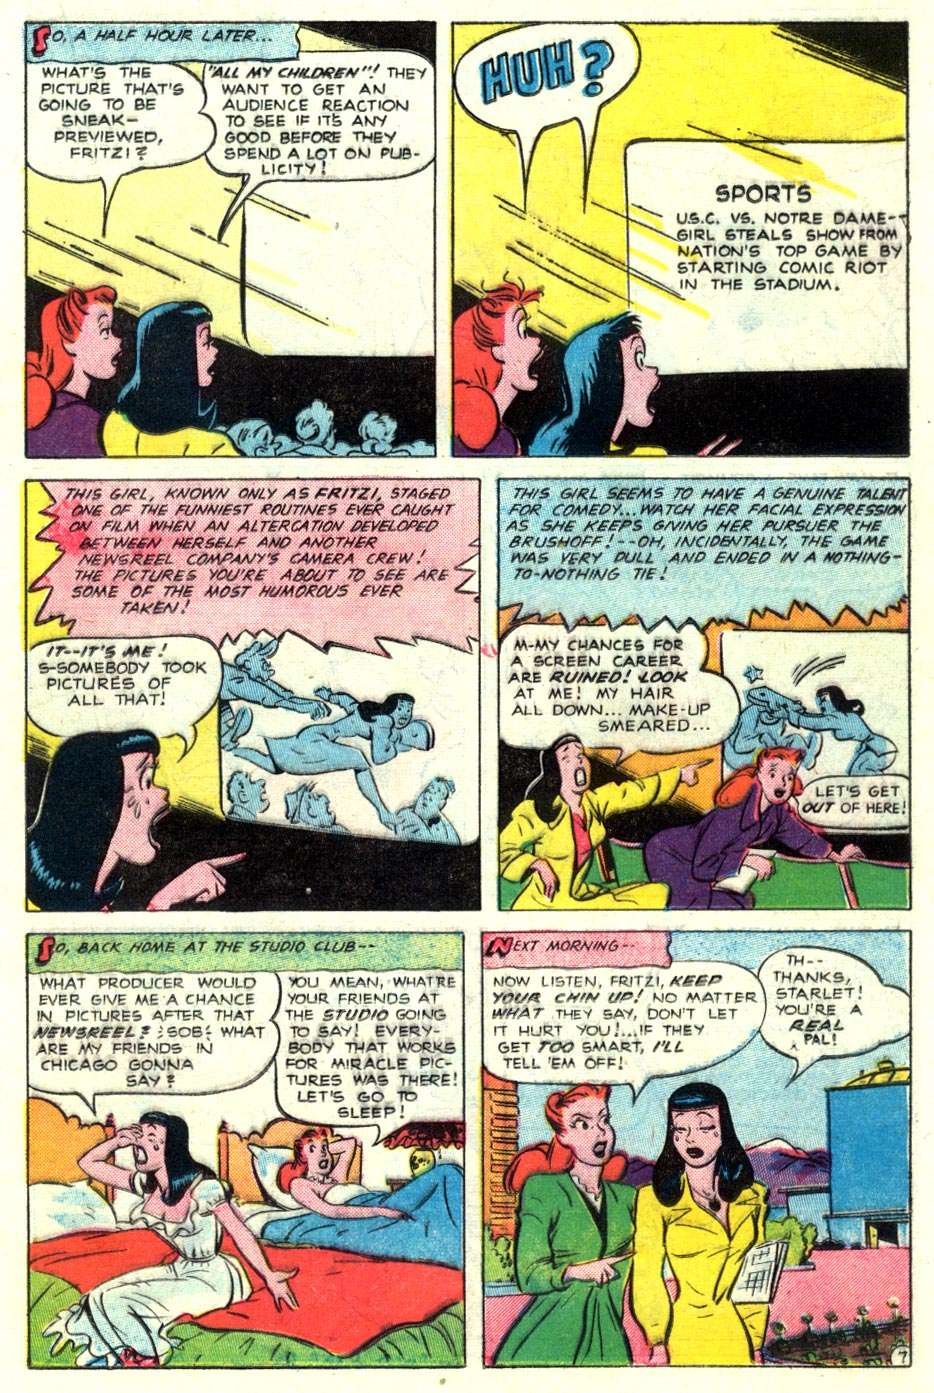 SO, A HALF HOUR LATER...
WHAT'S THE
PICTURE THAT'S
GOING TO BE
SNEAK-
PREVIEWED,
FRITZI?
"ALL MY CHILDREN"! THEY
WANT TO GET AN
AUDIENCE REACTION
TO SEE IF IT'S ANY
GOOD BEFORE THEY
SPEND A LOT ON PUB-
LICITY!
HUH?
SPORTS
U.S.C. VS. NOTRE DAME--
GIRL STEALS SHOW FROM
NATION'S TOP GAME BY
STARTING COMIC RIOT
IN THE STADIUM.
THIS GIRL, KNOWN ONLY AS FRITZI, STAGED
ONE OF THE FUNNIEST ROUTINES EVER CAUGHT
ON FILM WHEN AN ALTERCATION DEVELOPED
BETWEEN HERSELF AND ANOTHER
NEWSREEL COMPANY'S CAMERA CREW!
THE PICTURES YOU'RE ABOUT TO SEE ARE
SOME OF THE MOST HUMOROUS EVER
TAKEN!
IT--IT'S ME!
S-SOMEBODY TOOK
PICTURES OF
ALL THAT!
THIS GIRL SEEMS TO HAVE A GENUINE TALENT
FOR COMEDY...WATCH HER FACIAL EXPRESSION
AS SHE KEEPS GIVING HER PURSUER THE
BRUSHOFF!--OH, INCIDENTALLY, THE GAME
WAS VERY DULL AND ENDED IN A NOTHING-
TO-NOTHING TIE!
M-MY CHANCES FOR
A SCREEN CAREER
ARE RUINED! LOOK
AT ME! MY HAIR
ALL DOWN... MAKE-UP
SMEARED...
LET'S GET
OUT OF HERE!
SO, BACK HOME AT THE STUDIO CLUB--
WHAT PRODUCER WOULD
EVER GIVE ME A CHANCE
IN PICTURES AFTER THAT
NEWSREEL? :SOB: WHAT
ARE MY FRIENDS IN
CHICAGO GONNA
SAY?
YOU MEAN, WHAT'RE
YOUR FRIENDS AT
THE STUDIO GOING
TO SAY! EVERY-
BODY THAT WORKS
FOR MIRACLE PIC-
TURES WAS THERE!
LET'S GO TO
SLEEP!
NEXT MORNING--
NOW LISTEN, FRITZI, KEEP
YOUR CHIN UP! NO MATTER
WHAT THEY SAY, DON'T LET
IT HURT YOU!...IF THEY
GET TOO SMART, I'LL
TELL 'EM OFF!
TH--
THANKS,
STARLET!
YOU'RE A
REAL
PAL!
7